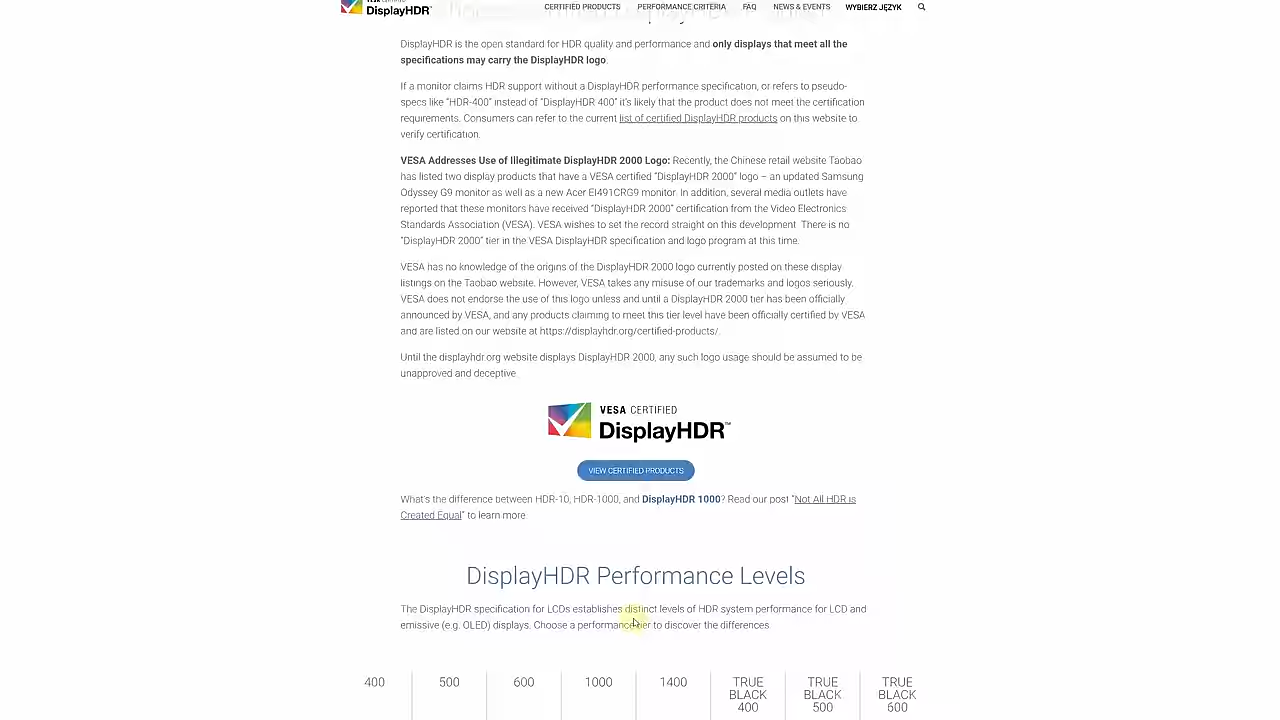 DisplayHDR™
CERTIFIED PRODUCTS PERFORMANCE CRITERIA FAQ NEWS & EVENTS WYBIERZ JĘZYK
DisplayHDR is the open standard for HDR quality and performance and only displays that meet all the
specifications may carry the DisplayHDR logo.
If a monitor claims HDR support without a DisplayHDR performance specification, or refers to pseudo-
specs like "HDR-400" instead of "DisplayHDR 400" it's likely that the product does not meet the certification
requirements. Consumers can refer to the current list of certified DisplayHDR products on this website to
verify certification.
VESA Addresses Use of Illegitimate DisplayHDR 2000 Logo: Recently, the Chinese retail website Taobao
has listed two display products that have a VESA certified "DisplayHDR 2000" logo – an updated Samsung
Odyssey G9 monitor as well as a new Acer EI491CRG9 monitor. In addition, several media outlets have
reported that these monitors have received "DisplayHDR 2000" certification from the Video Electronics
Standards Association (VESA). VESA wishes to set the record straight on this development. There is no
"DisplayHDR 2000" tier in the VESA DisplayHDR specification and logo program at this time.
VESA has no knowledge of the origins of the DisplayHDR 2000 logo currently posted on these display
listings on the Taobao website. However, VESA takes any misuse of our trademarks and logos seriously.
VESA does not endorse the use of this logo unless and until a DisplayHDR 2000 tier has been officially
announced by VESA, and any products claiming to meet this tier level have been officially certified by VESA
and are listed on our website at https://displayhdr.org/certified-products/.
Until the displayhdr.org website displays DisplayHDR 2000, any such logo usage should be assumed to be
unapproved and deceptive.
VESA CERTIFIED
DisplayHDR™
VIEW CERTIFIED PRODUCTS
What's the difference between HDR-10, HDR-1000, and DisplayHDR 1000? Read our post "Not All HDR is
Created Equal" to learn more.
DisplayHDR Performance Levels
The DisplayHDR specification for LCDs establishes distinct levels of HDR system performance for LCD and
emissive (e.g. OLED) displays. Choose a performance tier to discover the differences.
400 500 600 1000 1400 TRUE BLACK 400 TRUE BLACK 500 TRUE BLACK 600